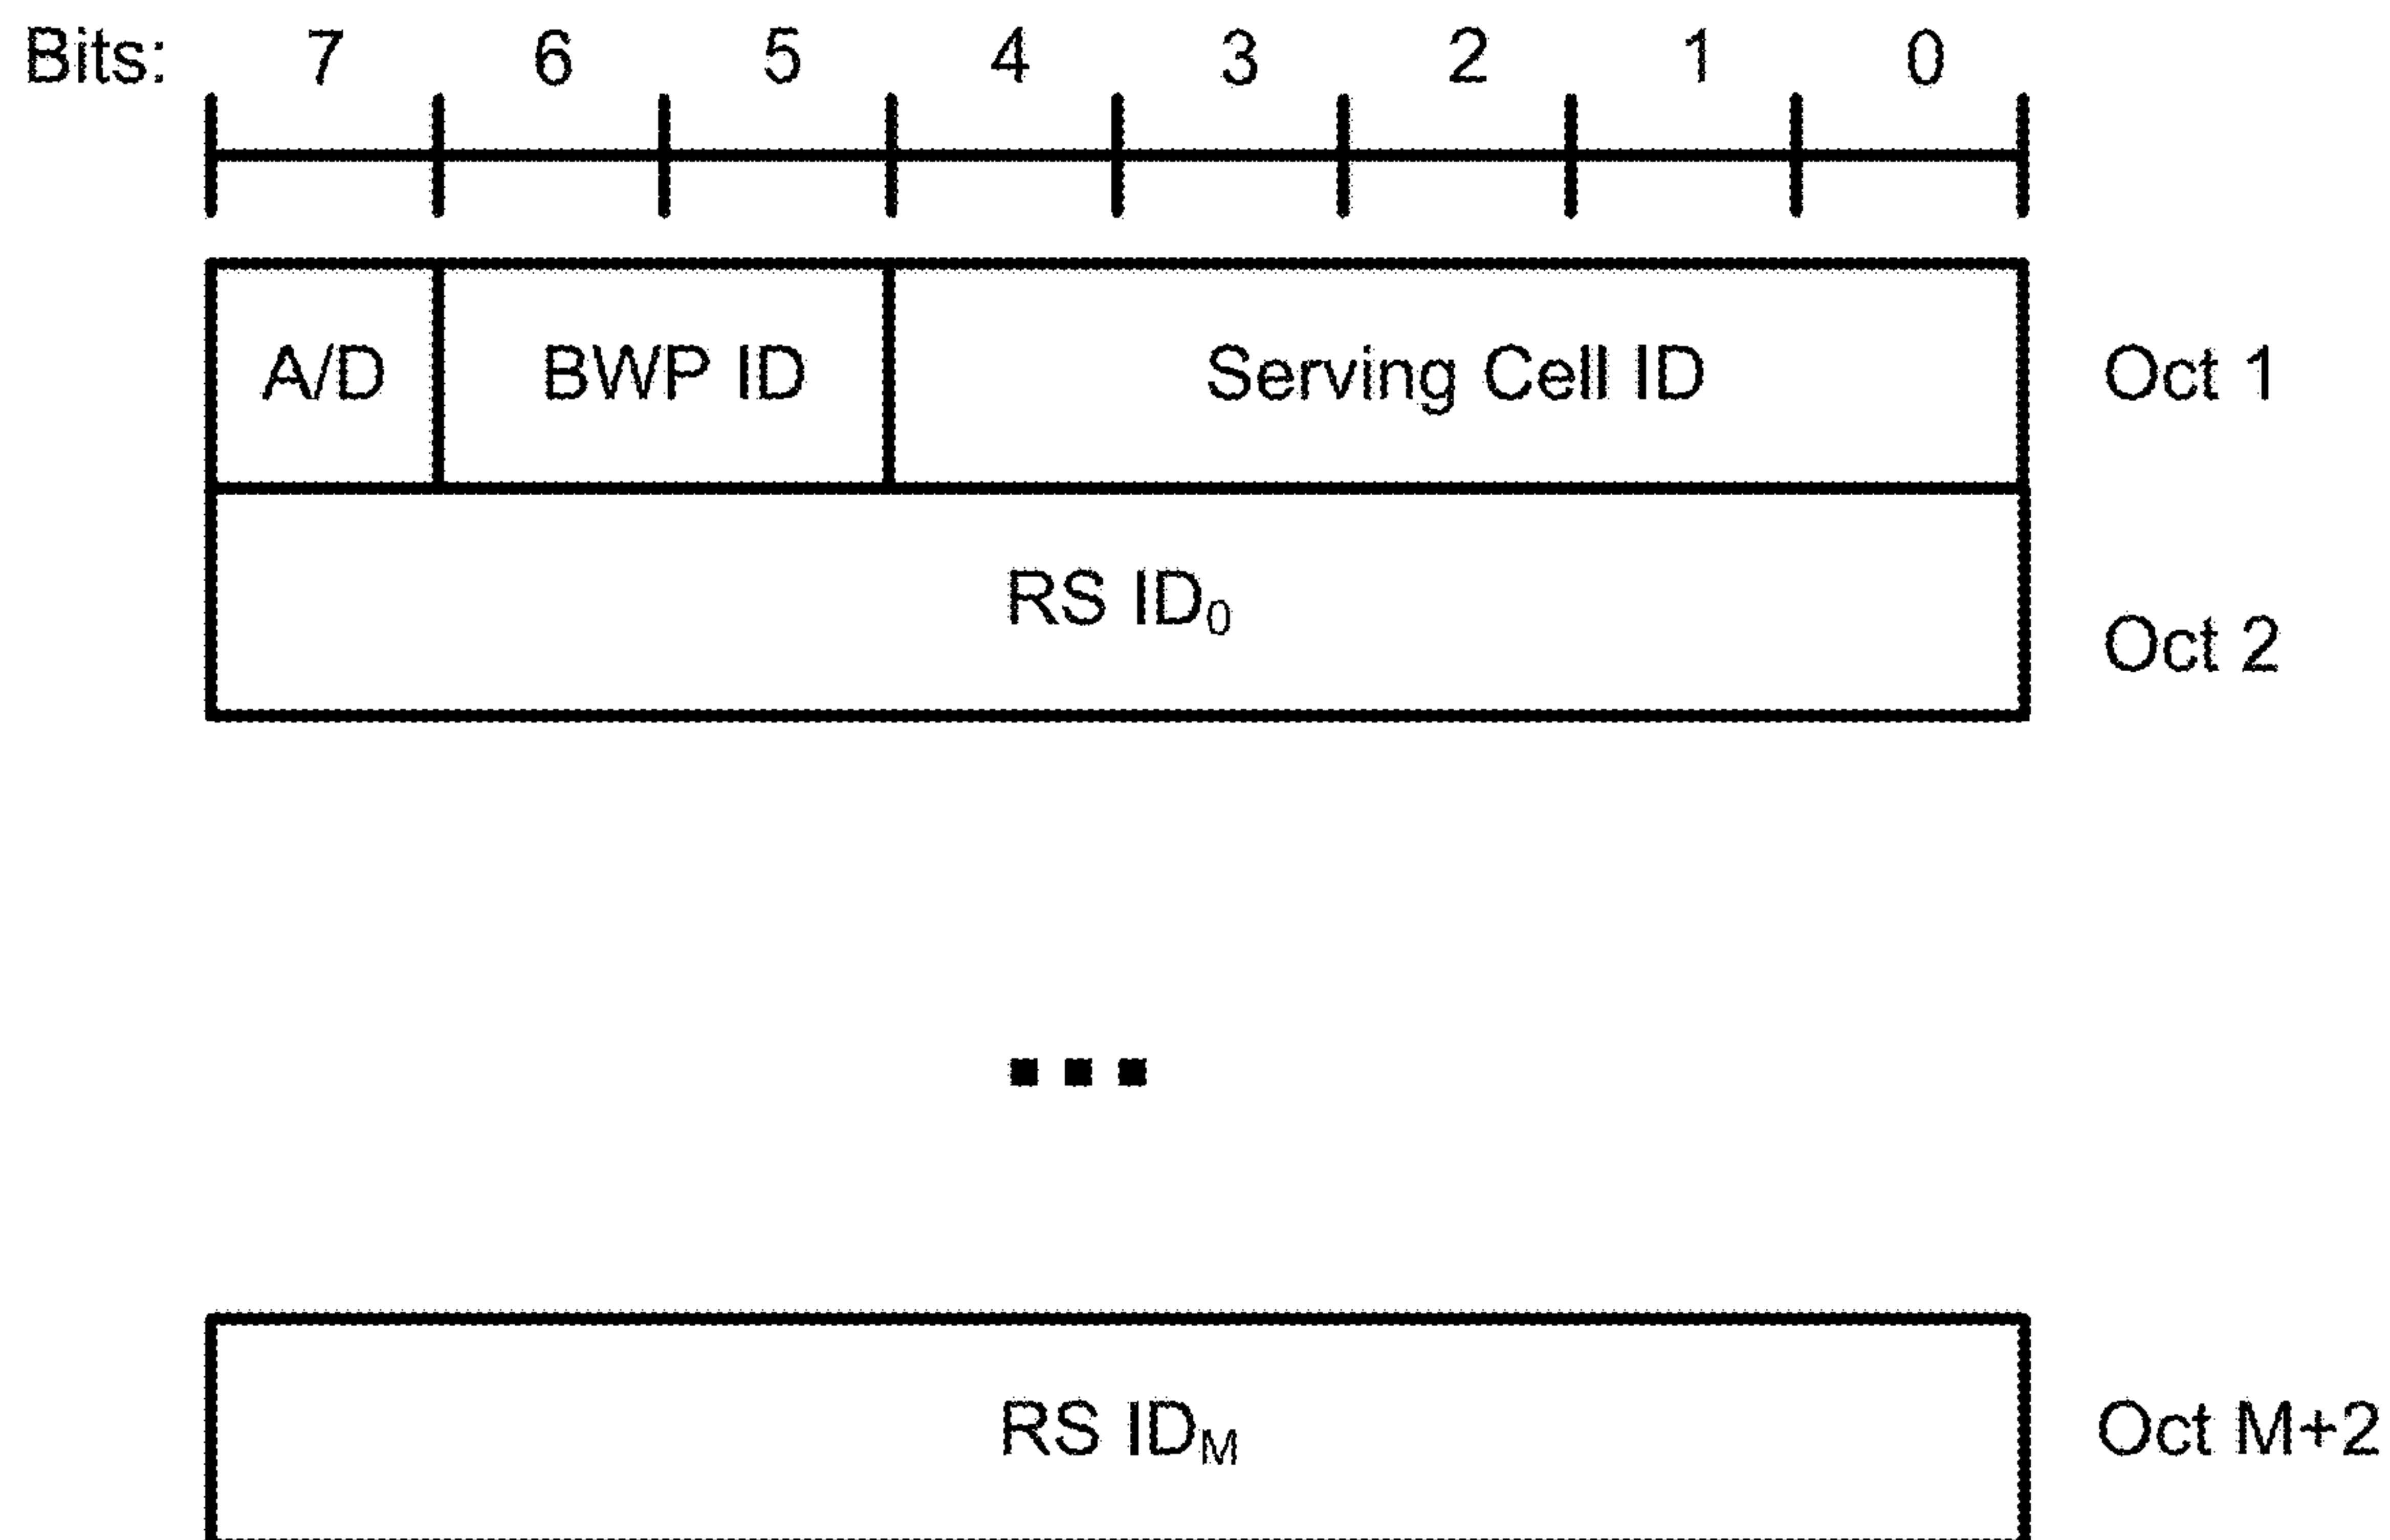 Bits: 7 6 5 4 3 2 1 0
A/D BWP ID Serving Cell ID Oct 1
RS ID₀ Oct 2
RS IDM Oct M+2